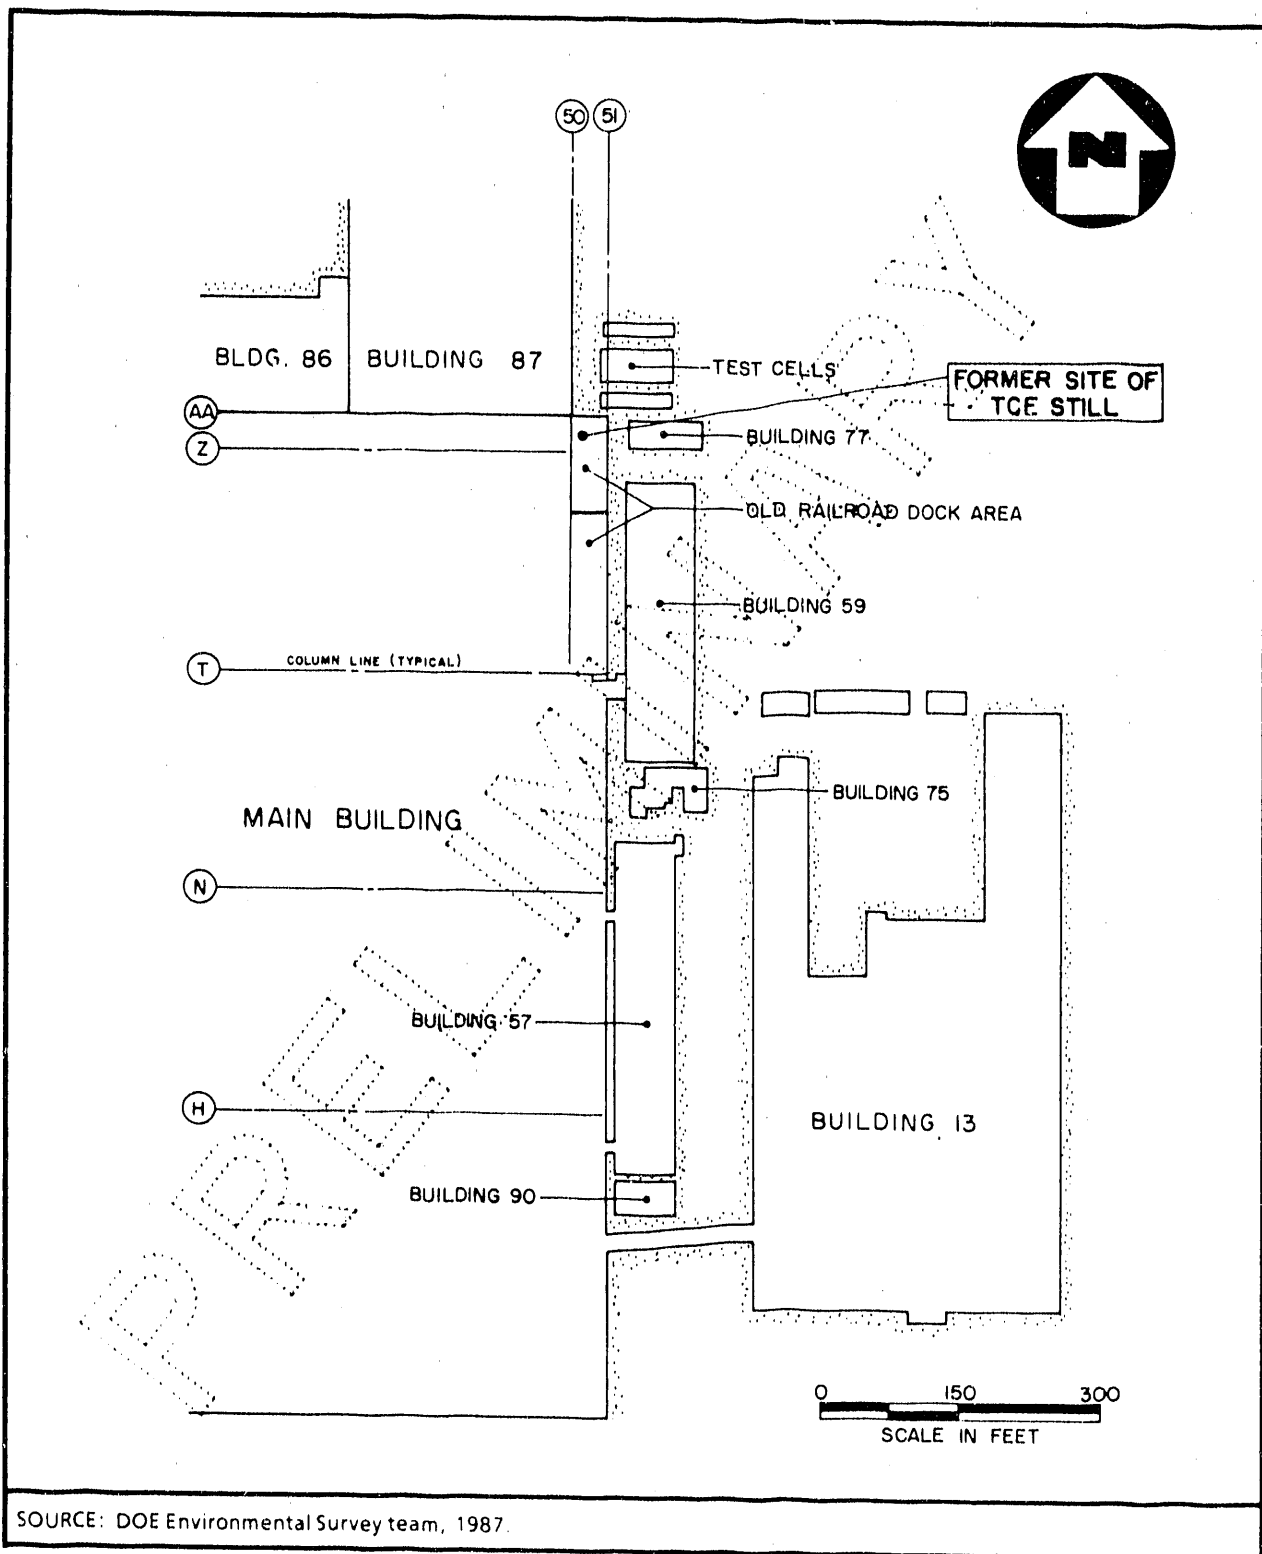 50 51
N
BLDG. 86 BUILDING 87
TEST CELLS
FORMER SITE OF
TCE STILL
AA
Z
BUILDING 77
OLD RAILROAD DOCK AREA
BUILDING 59
T
COLUMN LINE (TYPICAL)
BUILDING 75
MAIN BUILDING
N
BUILDING 57
H
BUILDING 13
BUILDING 90
0 150 300
SCALE IN FEET
PRELIMINARY
SOURCE: DOE Environmental Survey team, 1987.